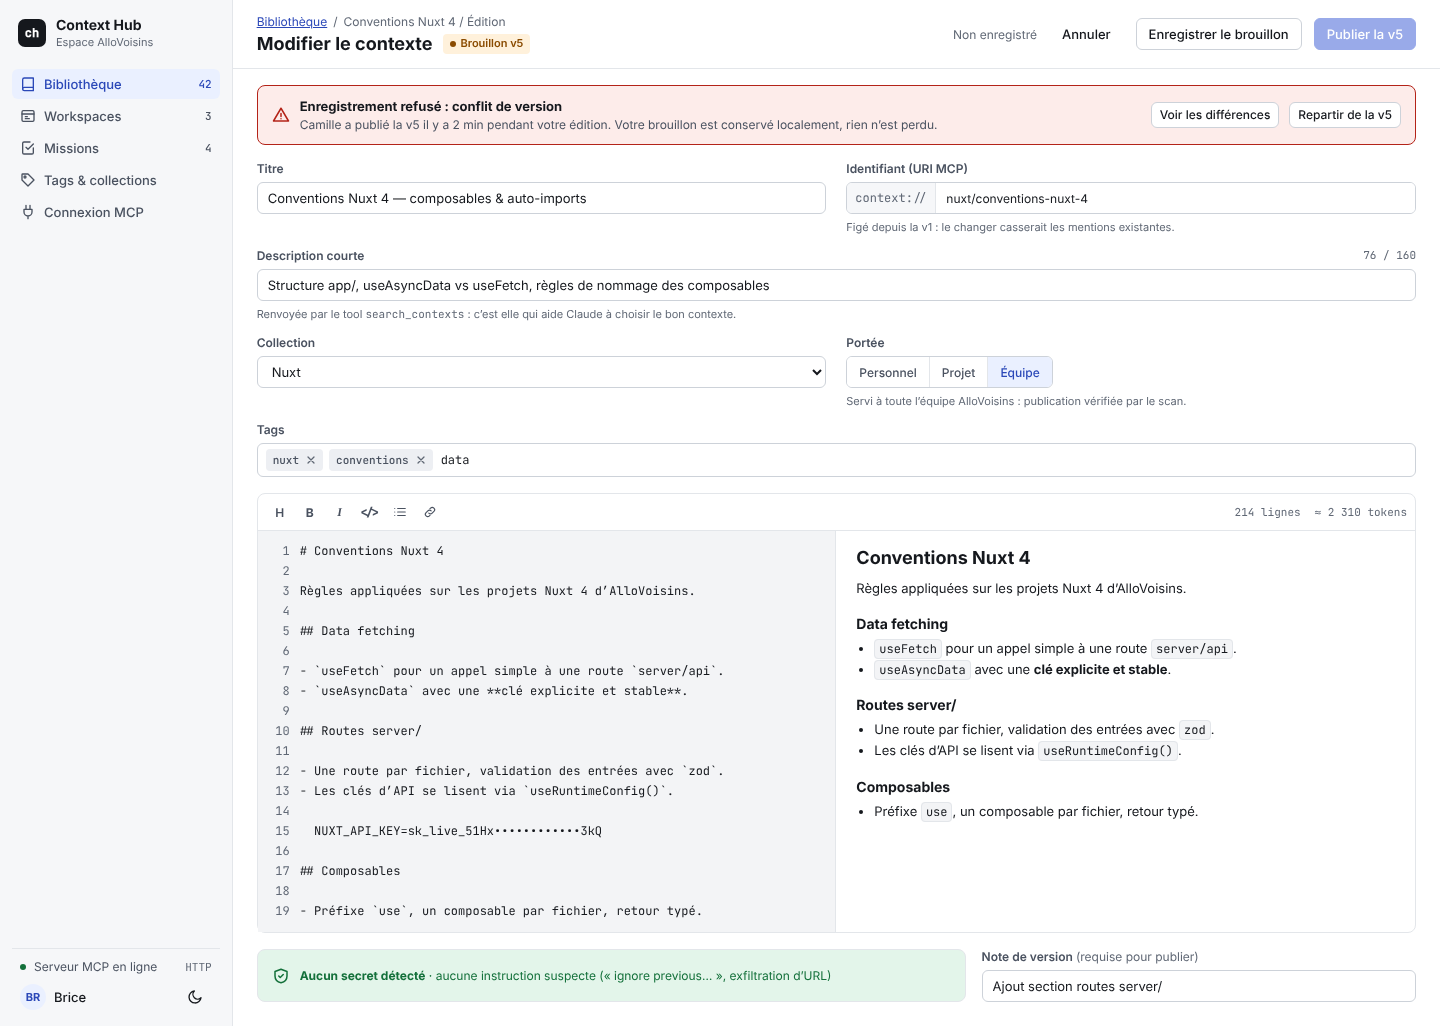 ch
Context Hub
Espace AlloVoisins
Bibliothèque 42
Workspaces 3
Missions 4
Tags & collections
Connexion MCP
Serveur MCP en ligne HTTP
BR Brice
Bibliothèque / Conventions Nuxt 4 / Édition
Modifier le contexte Brouillon v5
Non enregistré Annuler Enregistrer le brouillon Publier la v5
Enregistrement refusé : conflit de version
Camille a publié la v5 il y a 2 min pendant votre édition. Votre brouillon est conservé localement, rien n’est perdu.
Voir les différences Repartir de la v5
Titre
Conventions Nuxt 4 — composables & auto-imports
Identifiant (URI MCP)
context:// nuxt/conventions-nuxt-4
Figé depuis la v1 : le changer casserait les mentions existantes.
Description courte 76 / 160
Structure app/, useAsyncData vs useFetch, règles de nommage des composables
Renvoyée par le tool search_contexts : c’est elle qui aide Claude à choisir le bon contexte.
Collection
Nuxt
Portée
Personnel Projet Équipe
Servi à toute l’équipe AlloVoisins : publication vérifiée par le scan.
Tags
nuxt ✕ conventions ✕ data
H B I </> 214 lignes ≈ 2 310 tokens
1 # Conventions Nuxt 4
2
3 Règles appliquées sur les projets Nuxt 4 d’AlloVoisins.
4
5 ## Data fetching
6
7 - `useFetch` pour un appel simple à une route `server/api`.
8 - `useAsyncData` avec une **clé explicite et stable**.
9
10 ## Routes server/
11
12 - Une route par fichier, validation des entrées avec `zod`.
13 - Les clés d’API se lisent via `useRuntimeConfig()`.
14
15 NUXT_API_KEY=sk_live_51Hx••••••••••••3kQ
16
17 ## Composables
18
19 - Préfixe `use`, un composable par fichier, retour typé.
Conventions Nuxt 4
Règles appliquées sur les projets Nuxt 4 d’AlloVoisins.
Data fetching
• useFetch pour un appel simple à une route server/api.
• useAsyncData avec une clé explicite et stable.
Routes server/
• Une route par fichier, validation des entrées avec zod.
• Les clés d’API se lisent via useRuntimeConfig().
Composables
• Préfixe use, un composable par fichier, retour typé.
Aucun secret détecté · aucune instruction suspecte (« ignore previous… », exfiltration d’URL)
Note de version (requise pour publier)
Ajout section routes server/